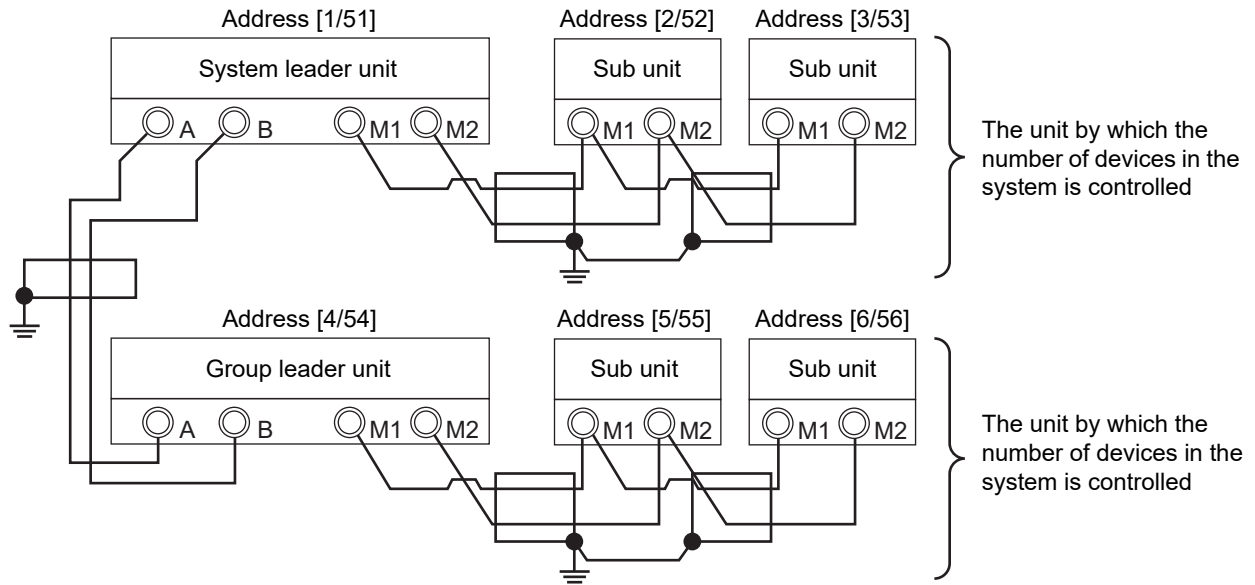 Address [1/51]
Address [2/52]
Address [3/53]
System leader unit
Sub unit
Sub unit
A
B
M1
M2
M1
M2
M1
M2
The unit by which the
number of devices in the
system is controlled
Address [4/54]
Address [5/55]
Address [6/56]
Group leader unit
Sub unit
Sub unit
A
B
M1
M2
M1
M2
M1
M2
The unit by which the
number of devices in the
system is controlled